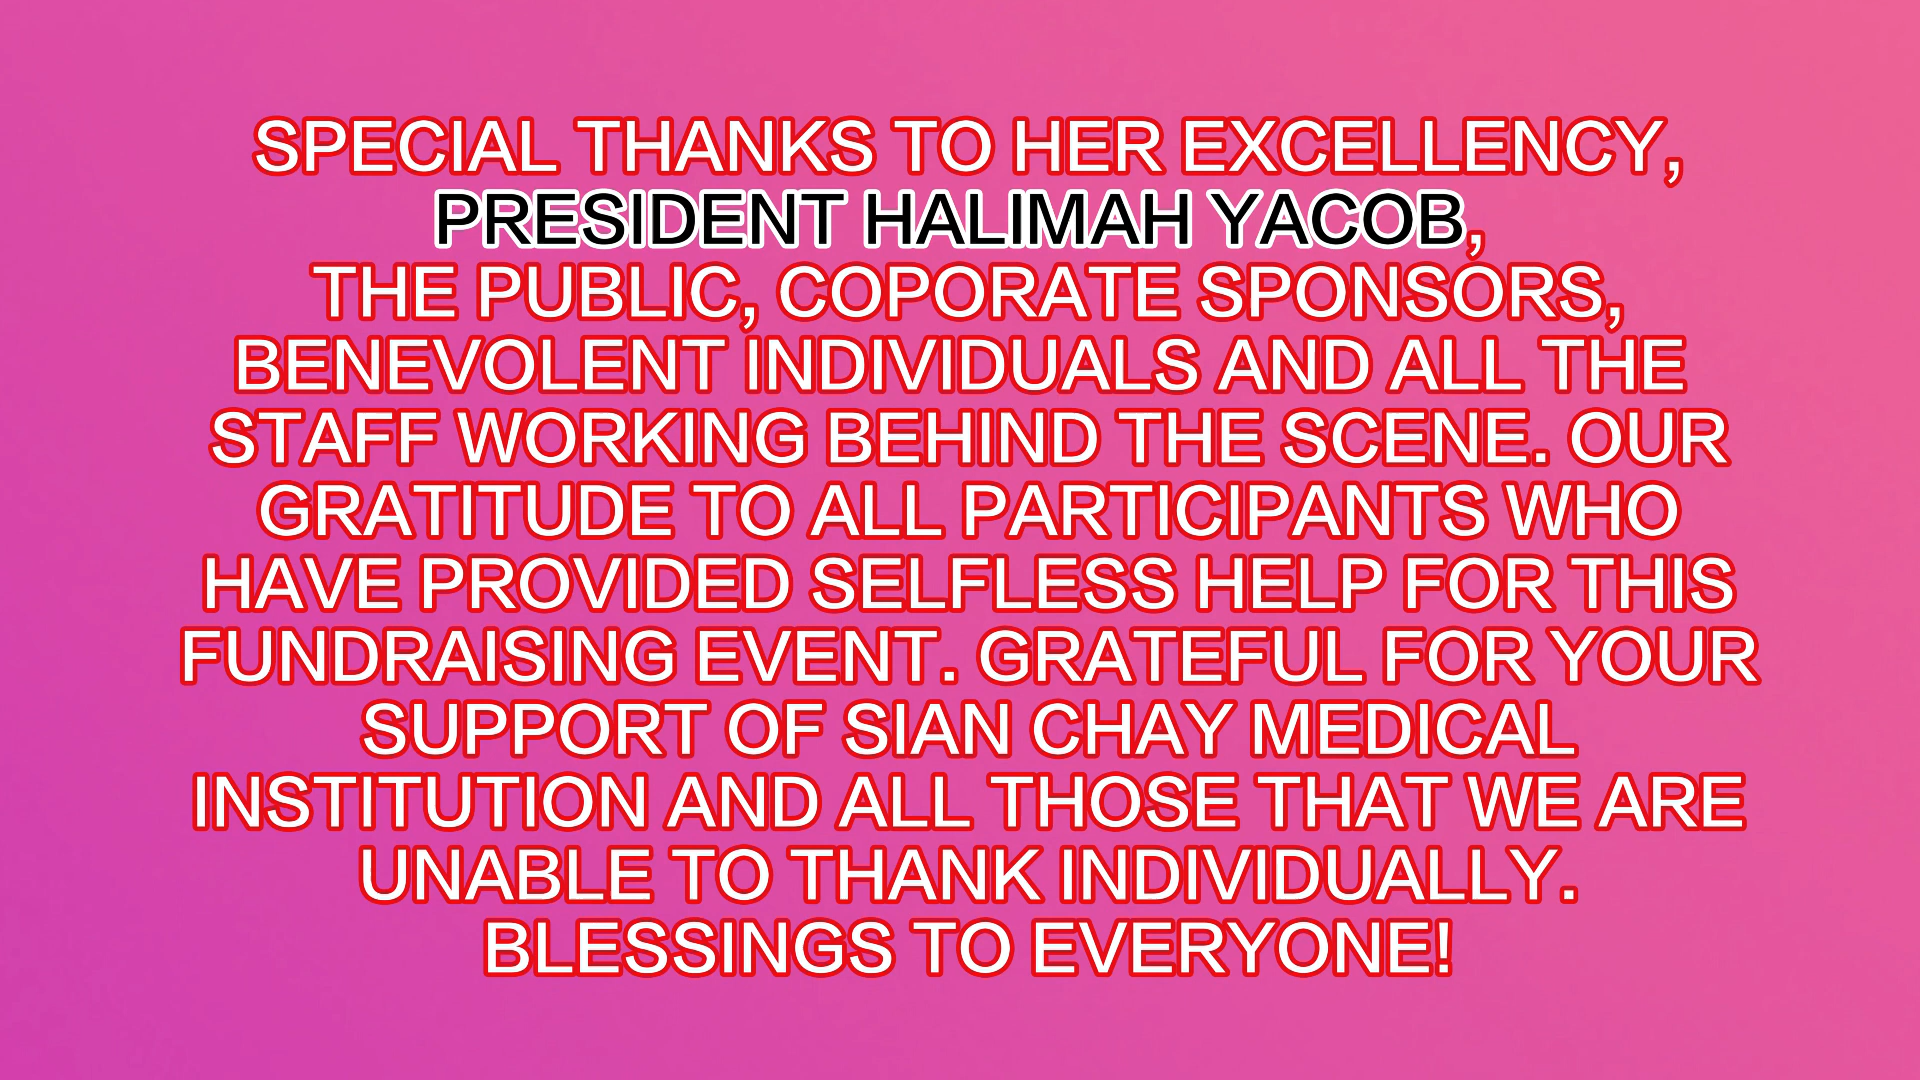 SPECIAL THANKS TO HER EXCELLENCY,
PRESIDENT HALIMAH YACOB,
THE PUBLIC, COPORATE SPONSORS,
BENEVOLENT INDIVIDUALS AND ALL THE
STAFF WORKING BEHIND THE SCENE. OUR
GRATITUDE TO ALL PARTICIPANTS WHO
HAVE PROVIDED SELFLESS HELP FOR THIS
FUNDRAISING EVENT. GRATEFUL FOR YOUR
SUPPORT OF SIAN CHAY MEDICAL
INSTITUTION AND ALL THOSE THAT WE ARE
UNABLE TO THANK INDIVIDUALLY.
BLESSINGS TO EVERYONE!